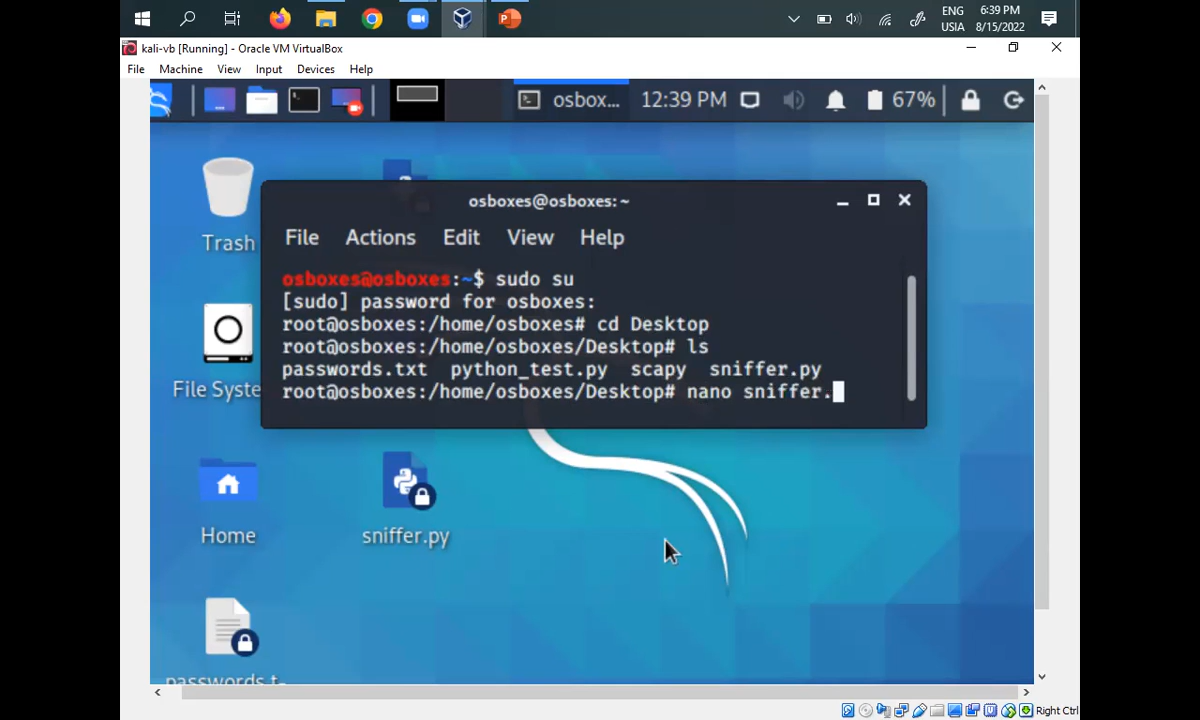 ENG
USIA
6:39 PM
8/15/2022
kali-vb [Running] - Oracle VM VirtualBox
File Machine View Input Devices Help
osbox... 12:39 PM 67%
osboxes@osboxes: ~
File Actions Edit View Help
osboxes@osboxes:~$ sudo su
[sudo] password for osboxes:
root@osboxes:/home/osboxes# cd Desktop
root@osboxes:/home/osboxes/Desktop# ls
passwords.txt python_test.py scapy sniffer.py
root@osboxes:/home/osboxes/Desktop# nano sniffer.
Trash
File Syste
Home
sniffer.py
passwords.t-
Right Ctrl